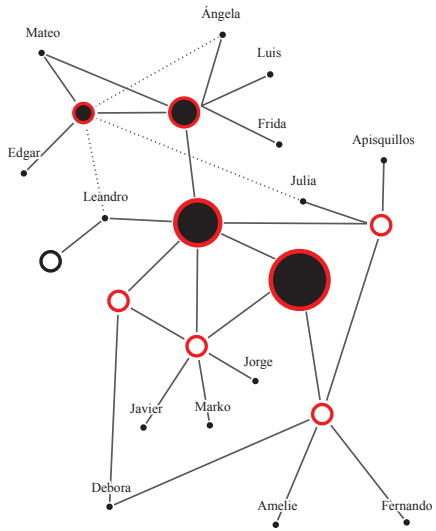 Ángela
Mateo
Luis
Frida
Apisquillos
Edgar
Julia
Leandro
Jorge
Javier
Marko
Debora
Amelie
Fernando